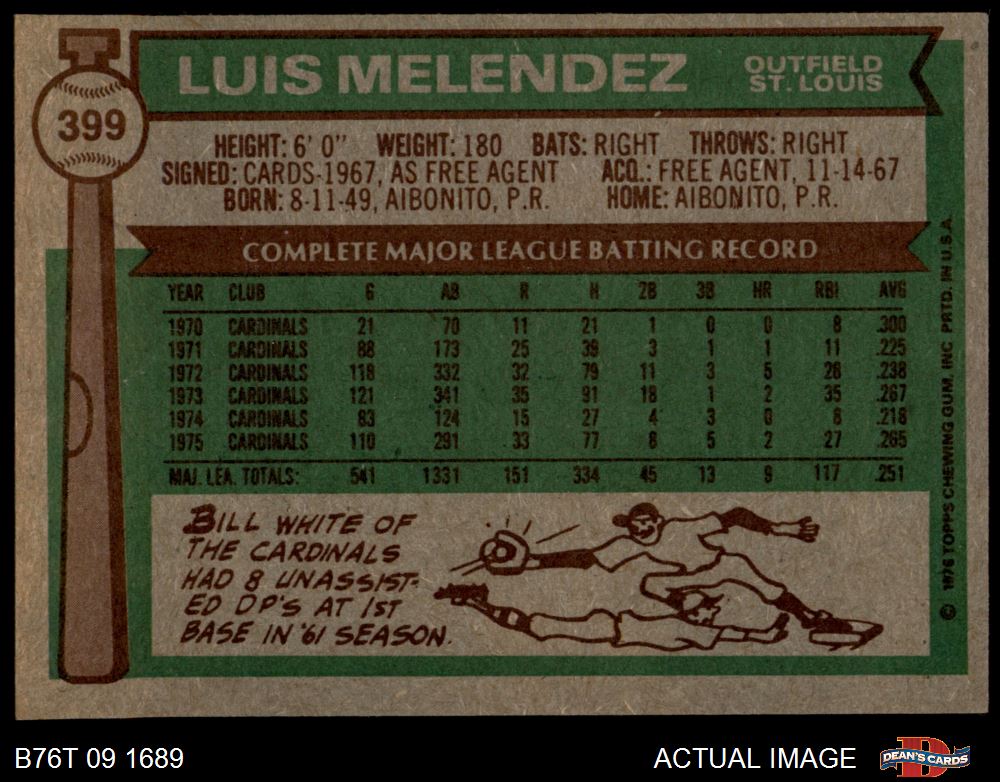 LUIS MELENDEZ
OUTFIELD
ST. LOUIS
399
HEIGHT: 6' 0" WEIGHT: 180 BATS: RIGHT THROWS: RIGHT
SIGNED: CARDS-1967, AS FREE AGENT ACQ.: FREE AGENT, 11-14-67
BORN: 8-11-49, AIBONITO, P.R. HOME: AIBONITO, P.R.
COMPLETE MAJOR LEAGUE BATTING RECORD
YEAR CLUB G AB R H 2B 3B HR RBI AVG
1970 CARDINALS 21 70 11 21 1 0 0 8 .300
1971 CARDINALS 88 173 25 39 3 1 1 11 .225
1972 CARDINALS 118 332 32 79 11 3 5 28 .238
1973 CARDINALS 121 341 35 91 18 1 2 35 .267
1974 CARDINALS 83 124 15 27 4 3 0 8 .218
1975 CARDINALS 110 291 33 77 8 5 2 27 .265
MAJ. LEA. TOTALS: 541 1331 151 334 45 13 9 117 .251
BILL WHITE OF
THE CARDINALS
HAD 8 UNASSIST-
ED DP'S AT 1ST
BASE IN '61 SEASON.
© 1976 TOPPS CHEWING GUM, INC PRTD. IN U.S.A.
B76T 09 1689
ACTUAL IMAGE
DEAN'S CARDS